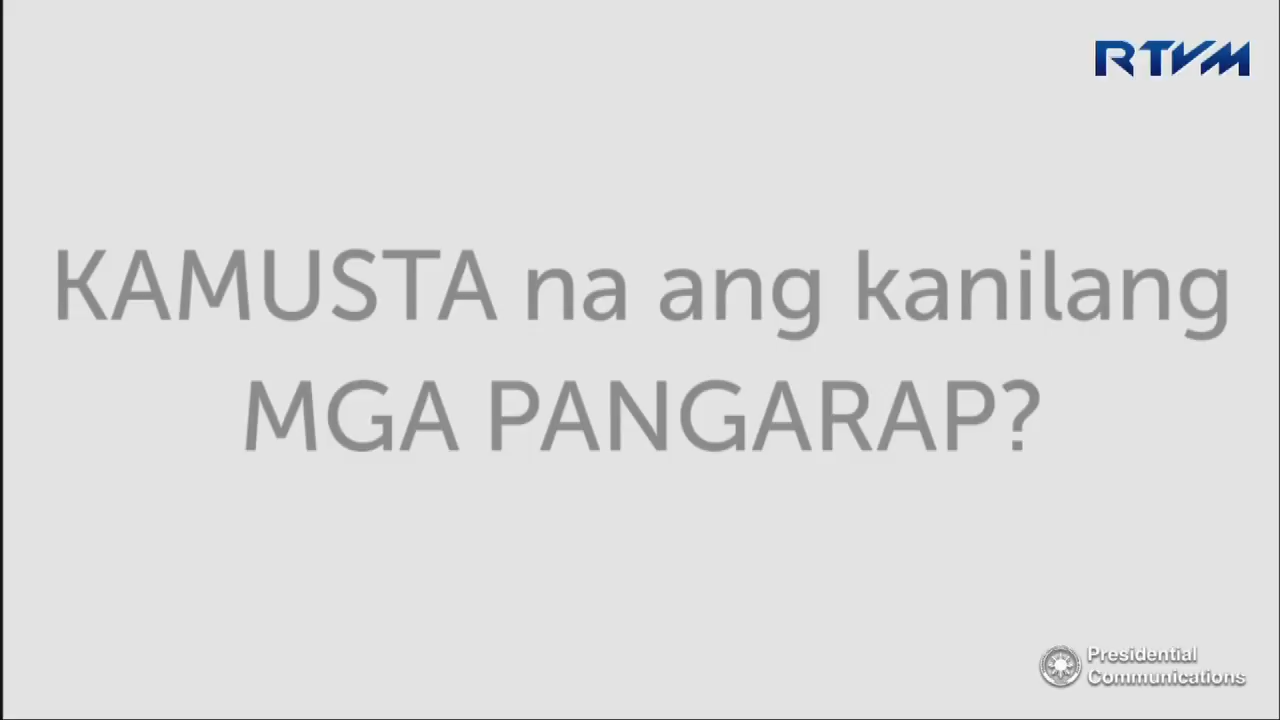 RTVM
KAMUSTA na ang kanilang
MGA PANGARAP?
Presidential
Communications